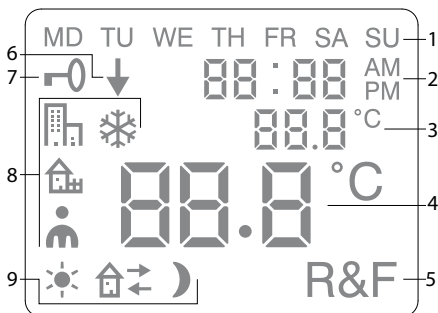 MD TU WE TH FR SA SU 1
6
7 88:88 AM PM 2
88.8 °C 3
8 88.8 °C 4
9 R&F 5